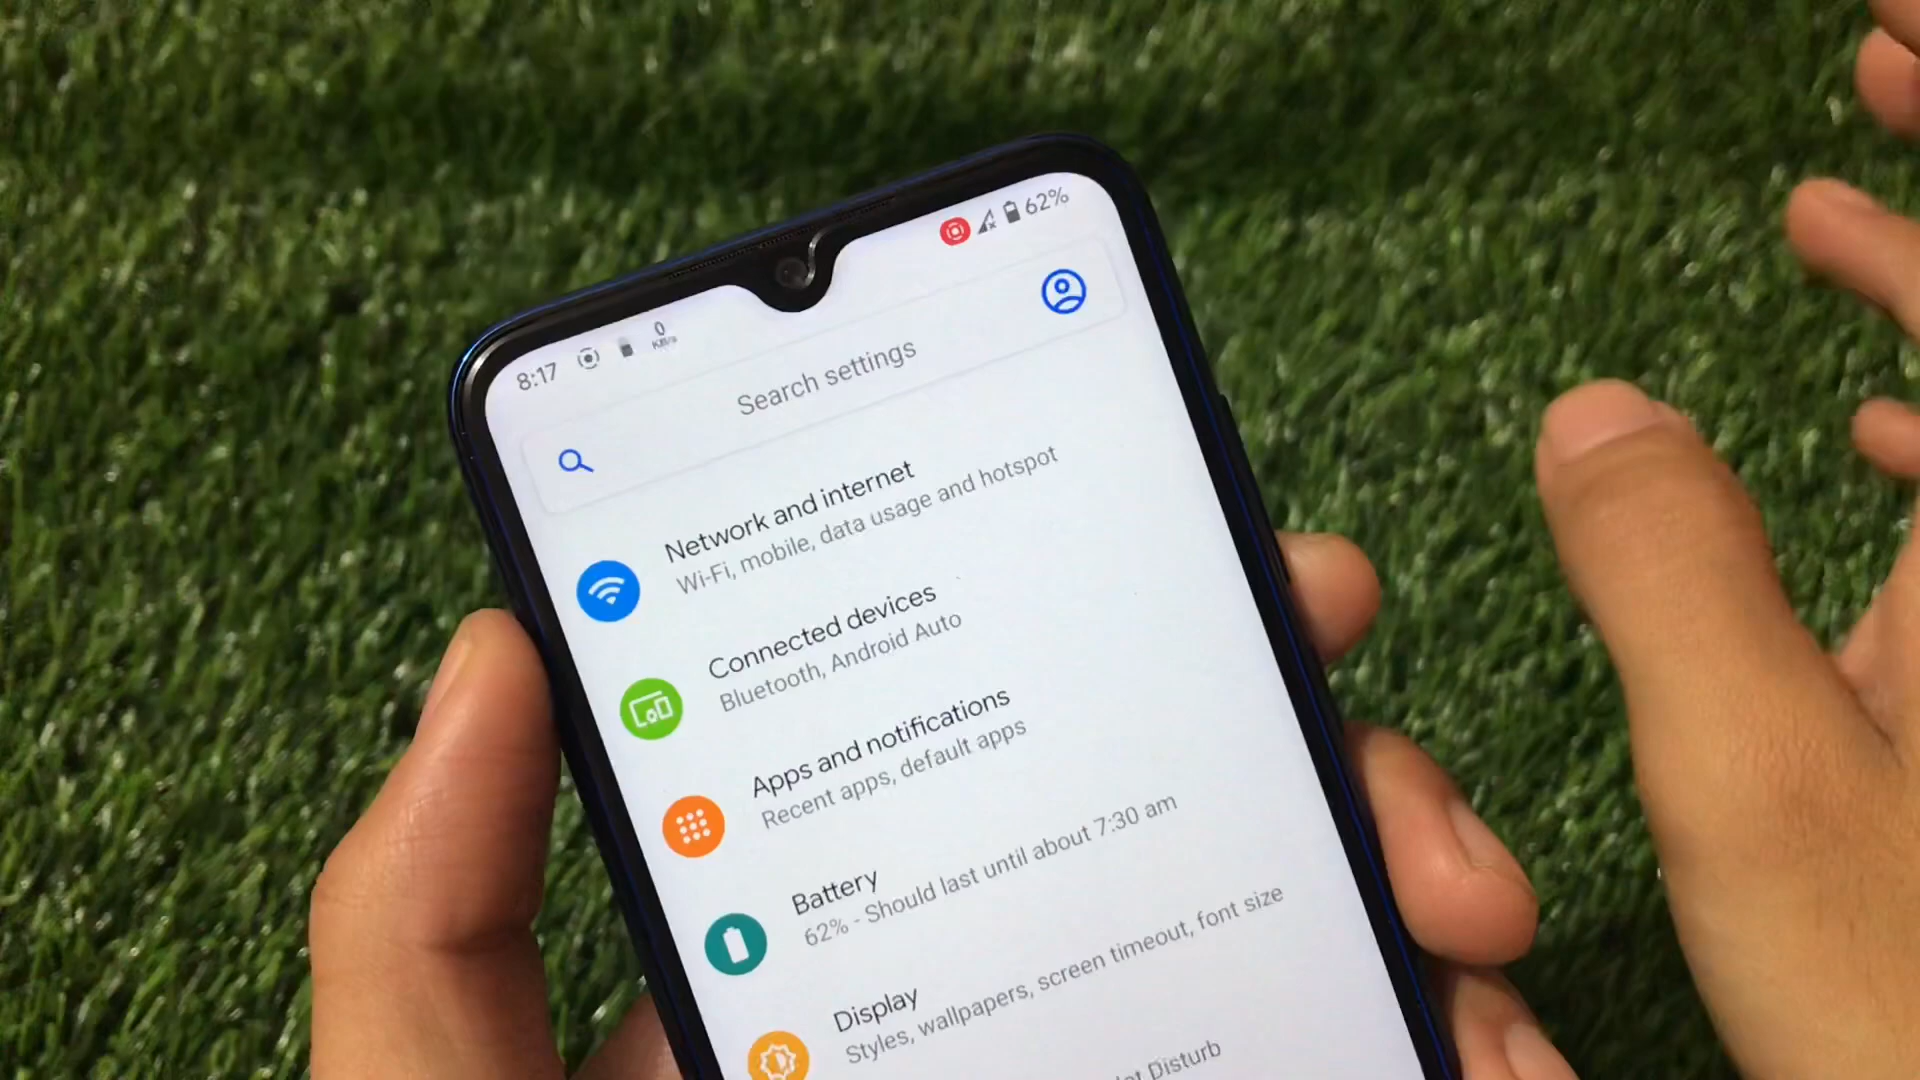 8:17
0
KB/s
62%
Search settings
Network and internet
Wi-Fi, mobile, data usage and hotspot
Connected devices
Bluetooth, Android Auto
Apps and notifications
Recent apps, default apps
Battery
62% - Should last until about 7:30 am
Display
Styles, wallpapers, screen timeout, font size
Disturb